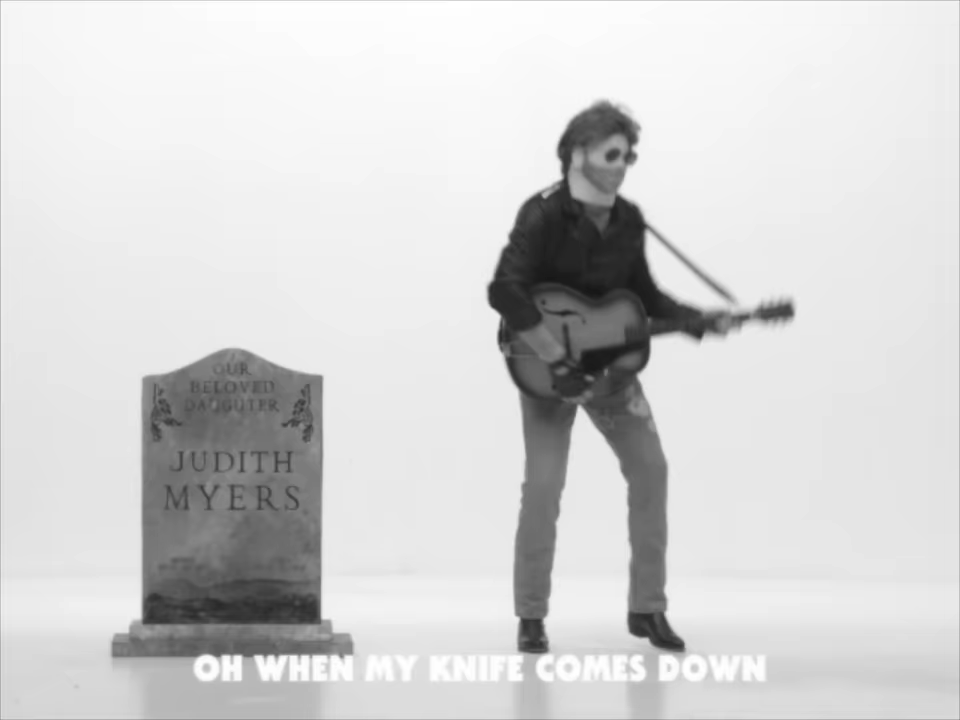 OUR
BELOVED
DAUGHTER
JUDITH
MYERS
OH WHEN MY KNIFE COMES DOWN